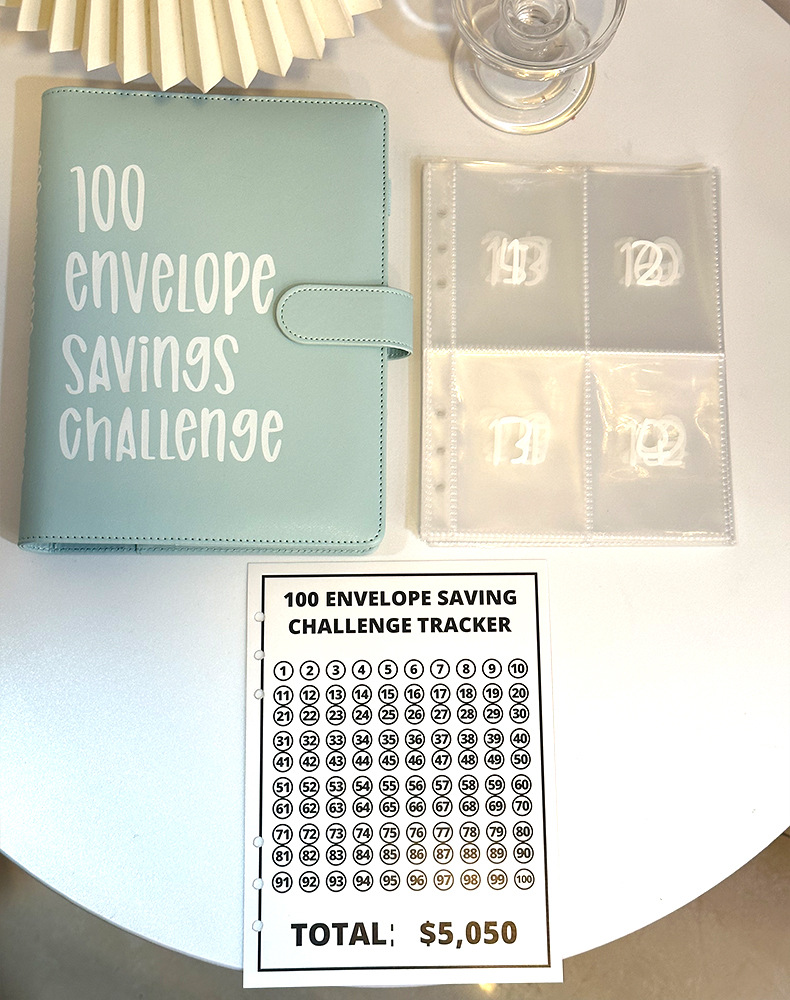 100
envelope
savings
challenge
100 ENVELOPE SAVING
CHALLENGE TRACKER
1 2 3 4 5 6 7 8 9 10
11 12 13 14 15 16 17 18 19 20
21 22 23 24 25 26 27 28 29 30
31 32 33 34 35 36 37 38 39 40
41 42 43 44 45 46 47 48 49 50
51 52 53 54 55 56 57 58 59 60
61 62 63 64 65 66 67 68 69 70
71 72 73 74 75 76 77 78 79 80
81 82 83 84 85 86 87 88 89 90
91 92 93 94 95 96 97 98 99 100
TOTAL: $5,050